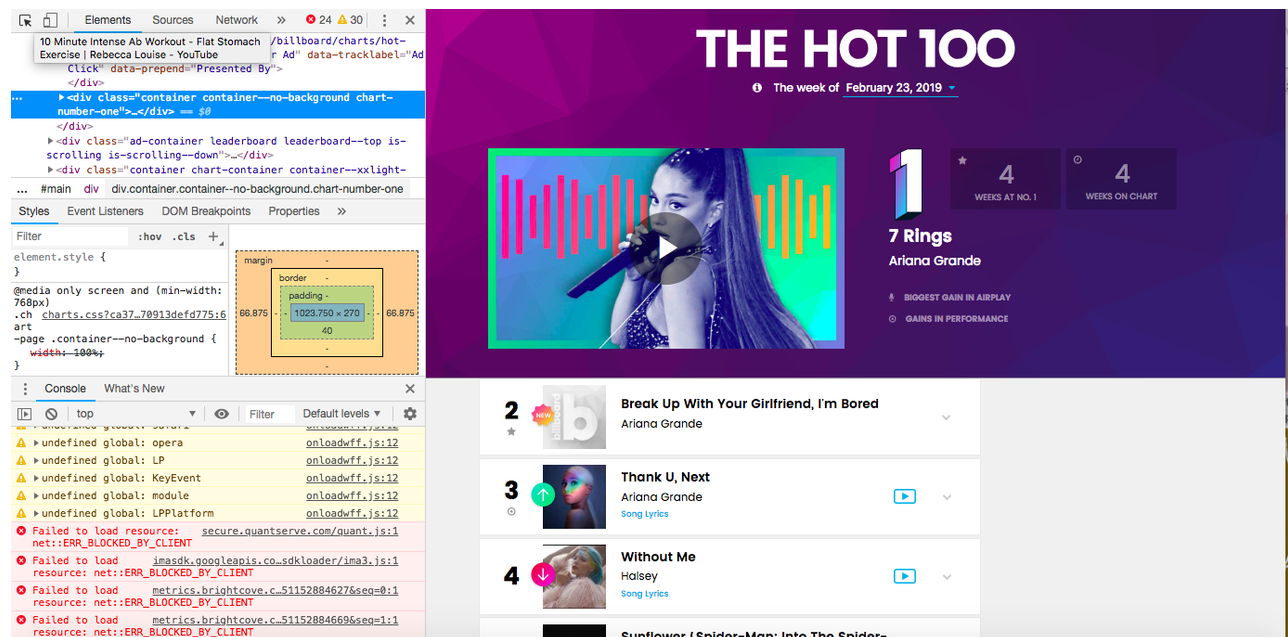 Elements Sources Network » 24 30
10 Minute Intense Ab Workout - Flat Stomach
Exercise | Rebecca Louise - YouTube
/billboard/charts/hot-
r Ad" data-tracklabel="Ad
Click" data-prepend="Presented By">
</div>
… ▶<div class="container container--no-background chart-
number-one">…</div> == $0
</div>
▶<div class="ad-container leaderboard leaderboard--top is-
scrolling is-scrolling--down">…</div>
▶<div class="container chart-container container--xxlight-
… #main div div.container.container--no-background.chart-number-one
Styles Event Listeners DOM Breakpoints Properties »
Filter :hov .cls +
element.style {
}
@media only screen and (min-width:
768px)
.ch charts.css?ca37…70913defd775:6
art
-page .container--no-background {
width: 100%;
}
margin -
border -
padding -
66.875 - - 1023.750 × 270 - - 66.875
40
-
-
Console What's New
top Filter Default levels ▼
undefined global: safari onloadwff.js:12
▶undefined global: opera onloadwff.js:12
▶undefined global: LP onloadwff.js:12
▶undefined global: KeyEvent onloadwff.js:12
▶undefined global: module onloadwff.js:12
▶undefined global: LPPlatform onloadwff.js:12
Failed to load resource: secure.quantserve.com/quant.js:1
net::ERR_BLOCKED_BY_CLIENT
Failed to load imasdk.googleapis.co…sdkloader/ima3.js:1
resource: net::ERR_BLOCKED_BY_CLIENT
Failed to load metrics.brightcove.c…51152884627&seq=0:1
resource: net::ERR_BLOCKED_BY_CLIENT
Failed to load metrics.brightcove.c…51152884669&seq=1:1
resource: net::ERR_BLOCKED_BY_CLIENT
THE HOT 100
The week of February 23, 2019
1
4
WEEKS AT NO. 1
4
WEEKS ON CHART
7 Rings
Ariana Grande
BIGGEST GAIN IN AIRPLAY
GAINS IN PERFORMANCE
2
NEW
billboard
b
Break Up With Your Girlfriend, I'm Bored
Ariana Grande
3
Thank U, Next
Ariana Grande
Song Lyrics
4
Without Me
Halsey
Song Lyrics
Sunflower (Spider-Man: Into The Spider-